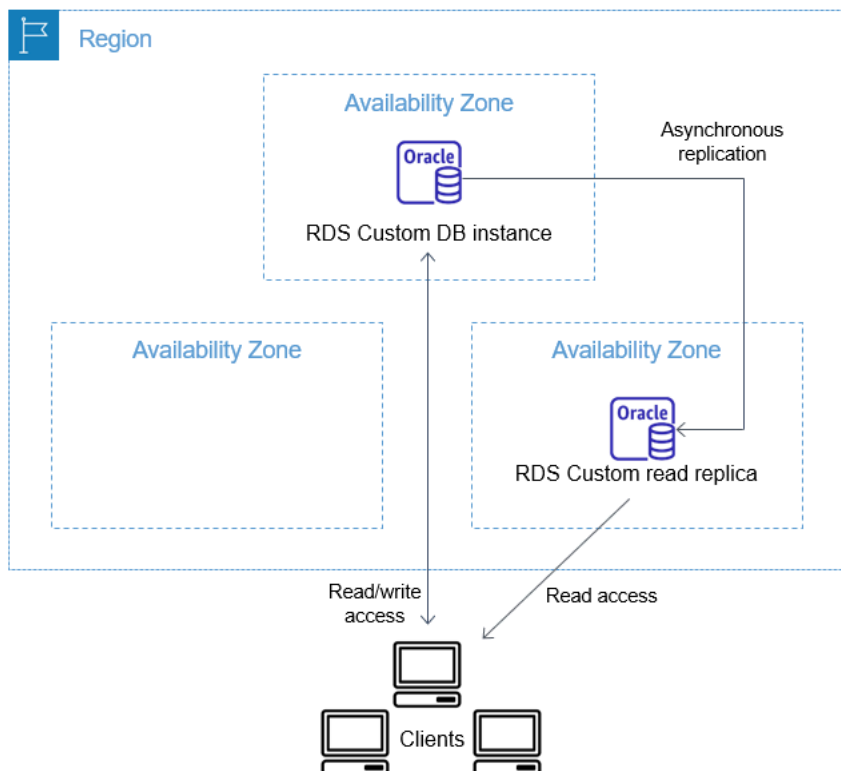 Region
Availability Zone
Oracle
RDS Custom DB instance
Asynchronous
replication
Availability Zone
Availability Zone
Oracle
RDS Custom read replica
Read/write
access
Read access
Clients